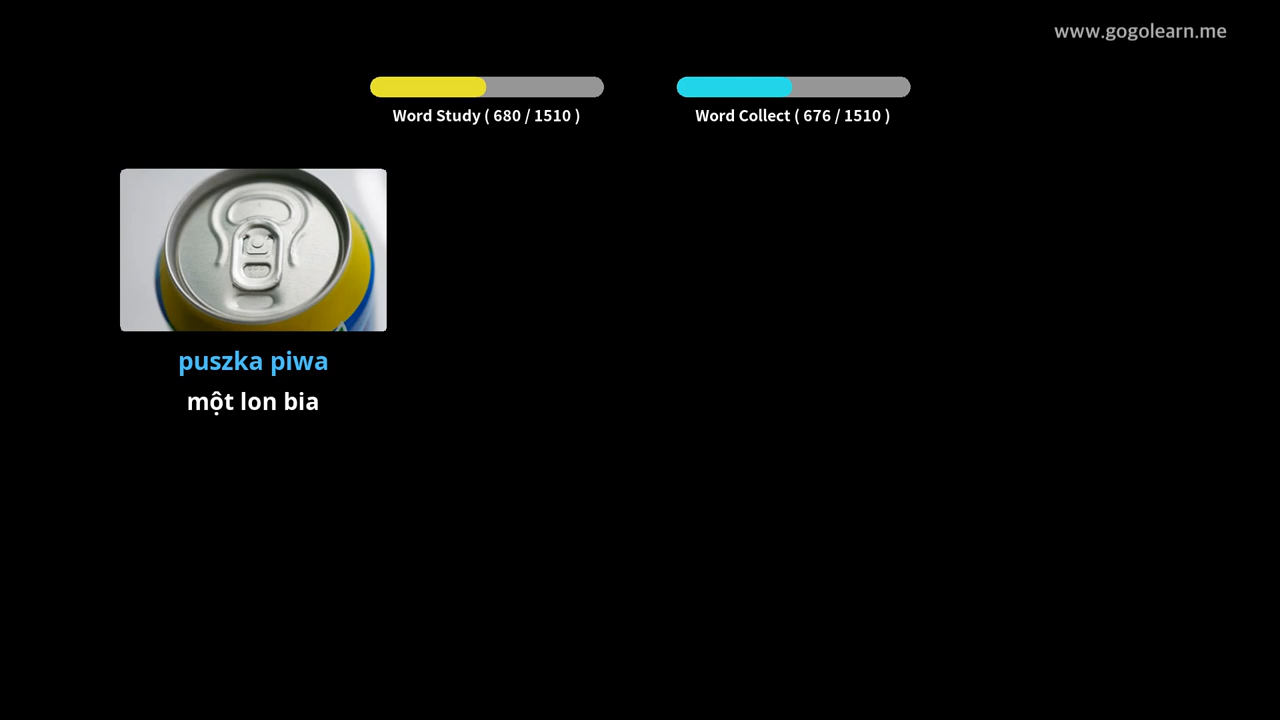 www.gogolearn.me
Word Study ( 680 / 1510 )
Word Collect ( 676 / 1510 )
puszka piwa
một lon bia